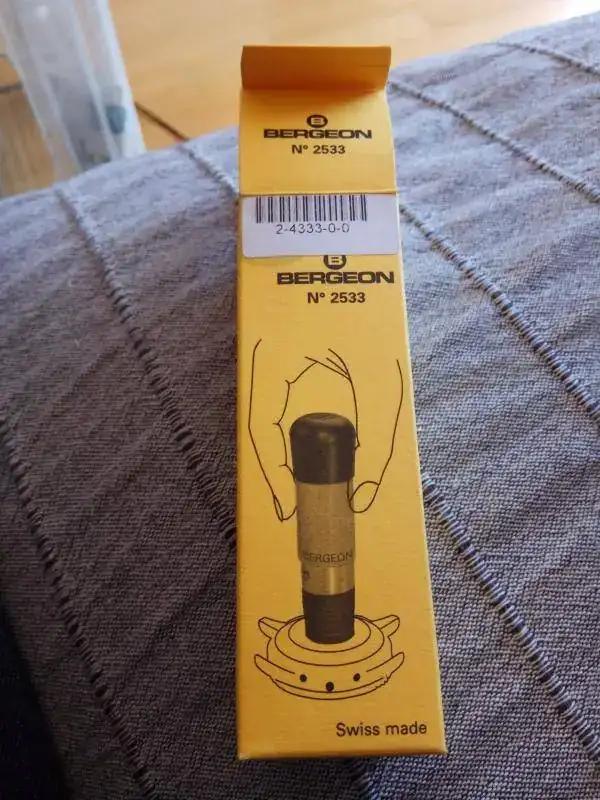 B
BERGEON
N° 2533
2-4333-0-0
B
BERGEON
N° 2533
BERGEON
Swiss made